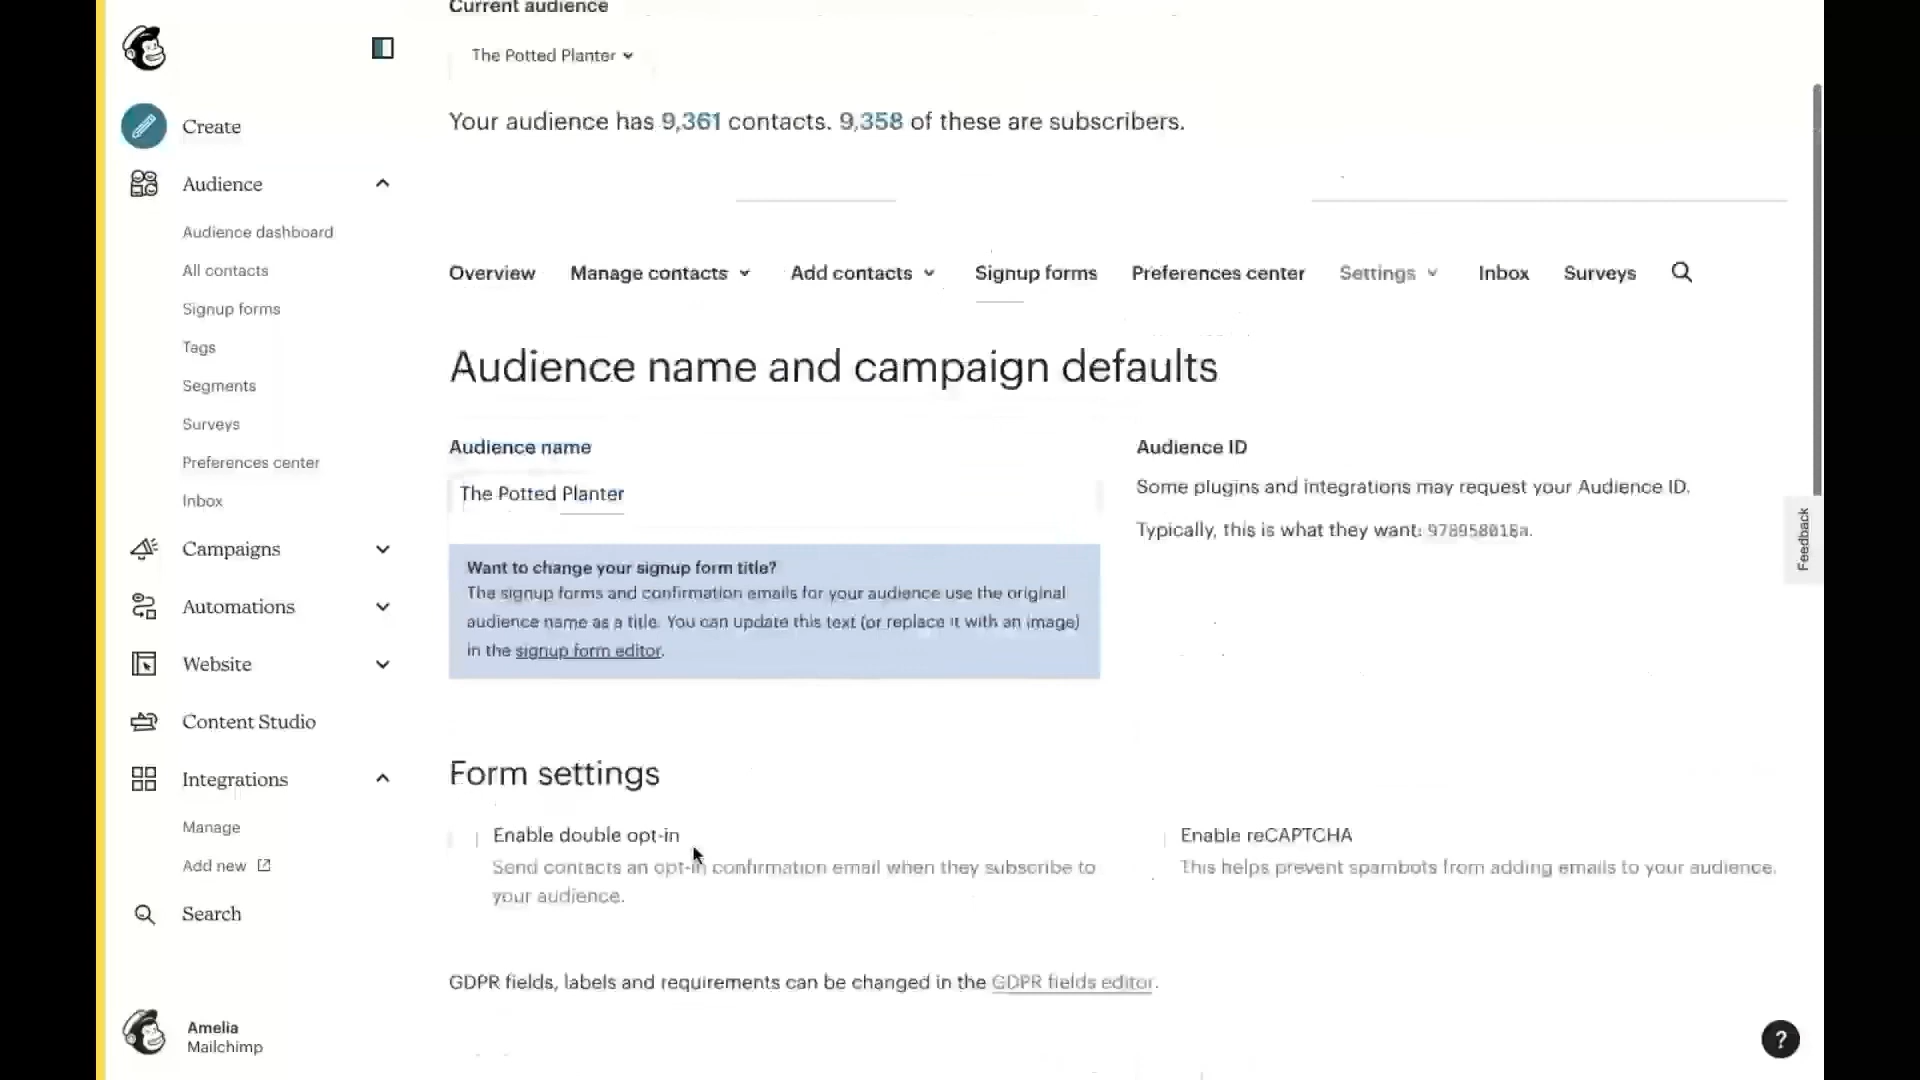 Current audience
The Potted Planter
Your audience has 9,361 contacts. 9,358 of these are subscribers.
Create
Audience
Audience dashboard
All contacts
Signup forms
Tags
Segments
Surveys
Preferences center
Inbox
Campaigns
Automations
Website
Content Studio
Integrations
Manage
Add new
Search
Amelia
Mailchimp
Overview Manage contacts Add contacts Signup forms Preferences center Settings Inbox Surveys
Audience name and campaign defaults
Audience name
The Potted Planter
Want to change your signup form title?
The signup forms and confirmation emails for your audience use the original
audience name as a title. You can update this text (or replace it with an image)
in the signup form editor.
Audience ID
Some plugins and integrations may request your Audience ID.
Typically, this is what they want: 978958018a.
Form settings
Enable double opt-in
Send contacts an opt-in confirmation email when they subscribe to
your audience.
Enable reCAPTCHA
This helps prevent spambots from adding emails to your audience.
GDPR fields, labels and requirements can be changed in the GDPR fields editor.
Feedback
?